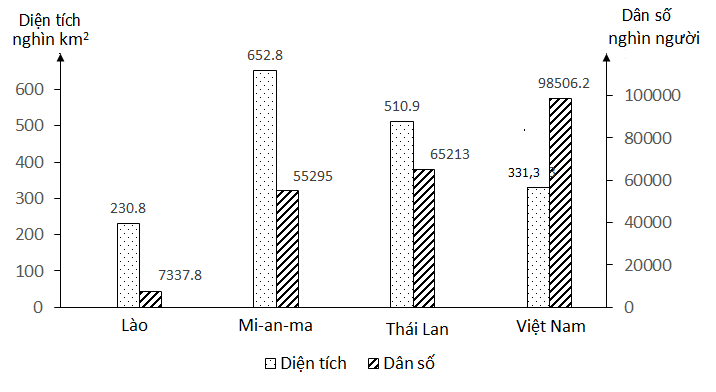 Diện tích
nghìn km²
Dân số
nghìn người
600
500
400
300
200
100
0
100000
80000
60000
40000
20000
0
230.8
7337.8
652.8
55295
510.9
65213
331,3
98506.2
Lào
Mi-an-ma
Thái Lan
Việt Nam
Diện tích
Dân số